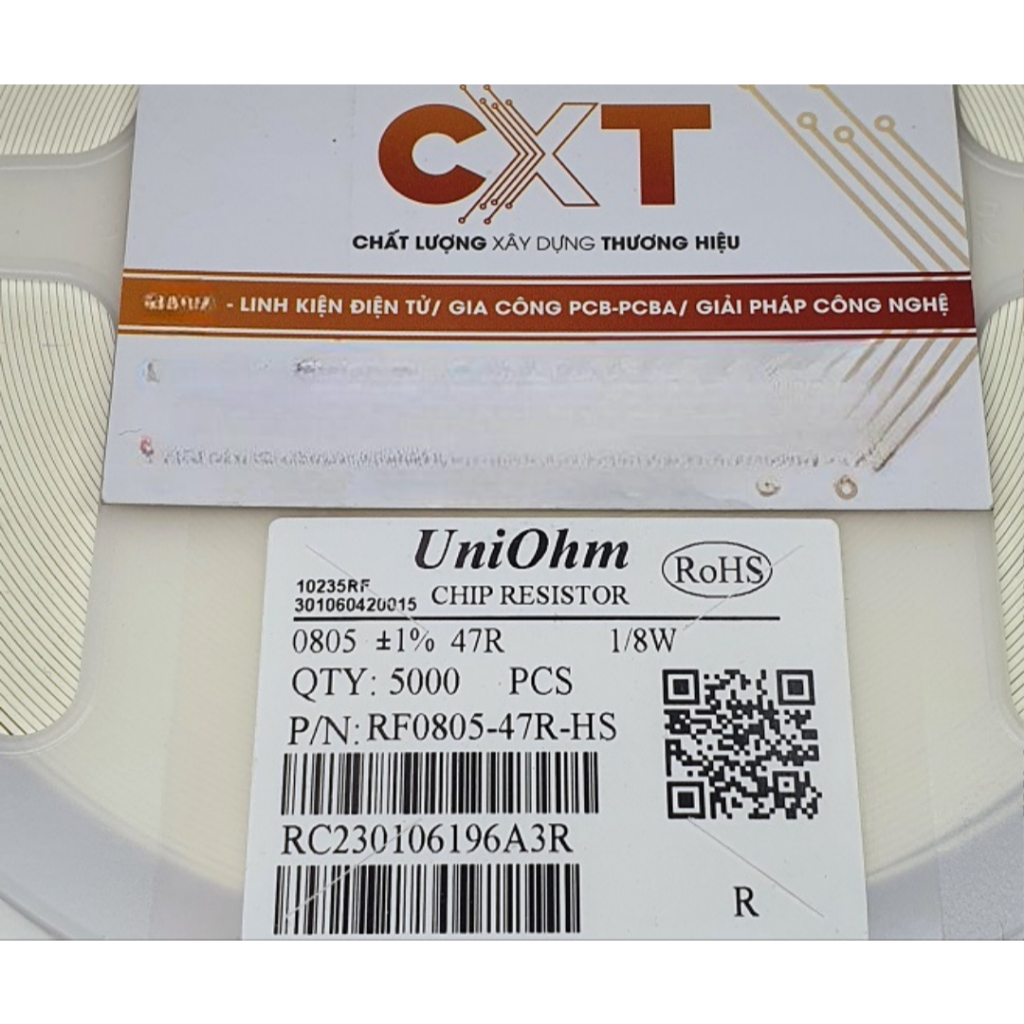 CXT
CHẤT LƯỢNG XÂY DỰNG THƯƠNG HIỆU
- LINH KIỆN ĐIỆN TỬ/ GIA CÔNG PCB-PCBA/ GIẢI PHÁP CÔNG NGHỆ
UniOhm
RoHS
10235RF
301060420015
CHIP RESISTOR
0805 ±1% 47R 1/8W
QTY: 5000 PCS
P/N: RF0805-47R-HS
RC230106196A3R
R